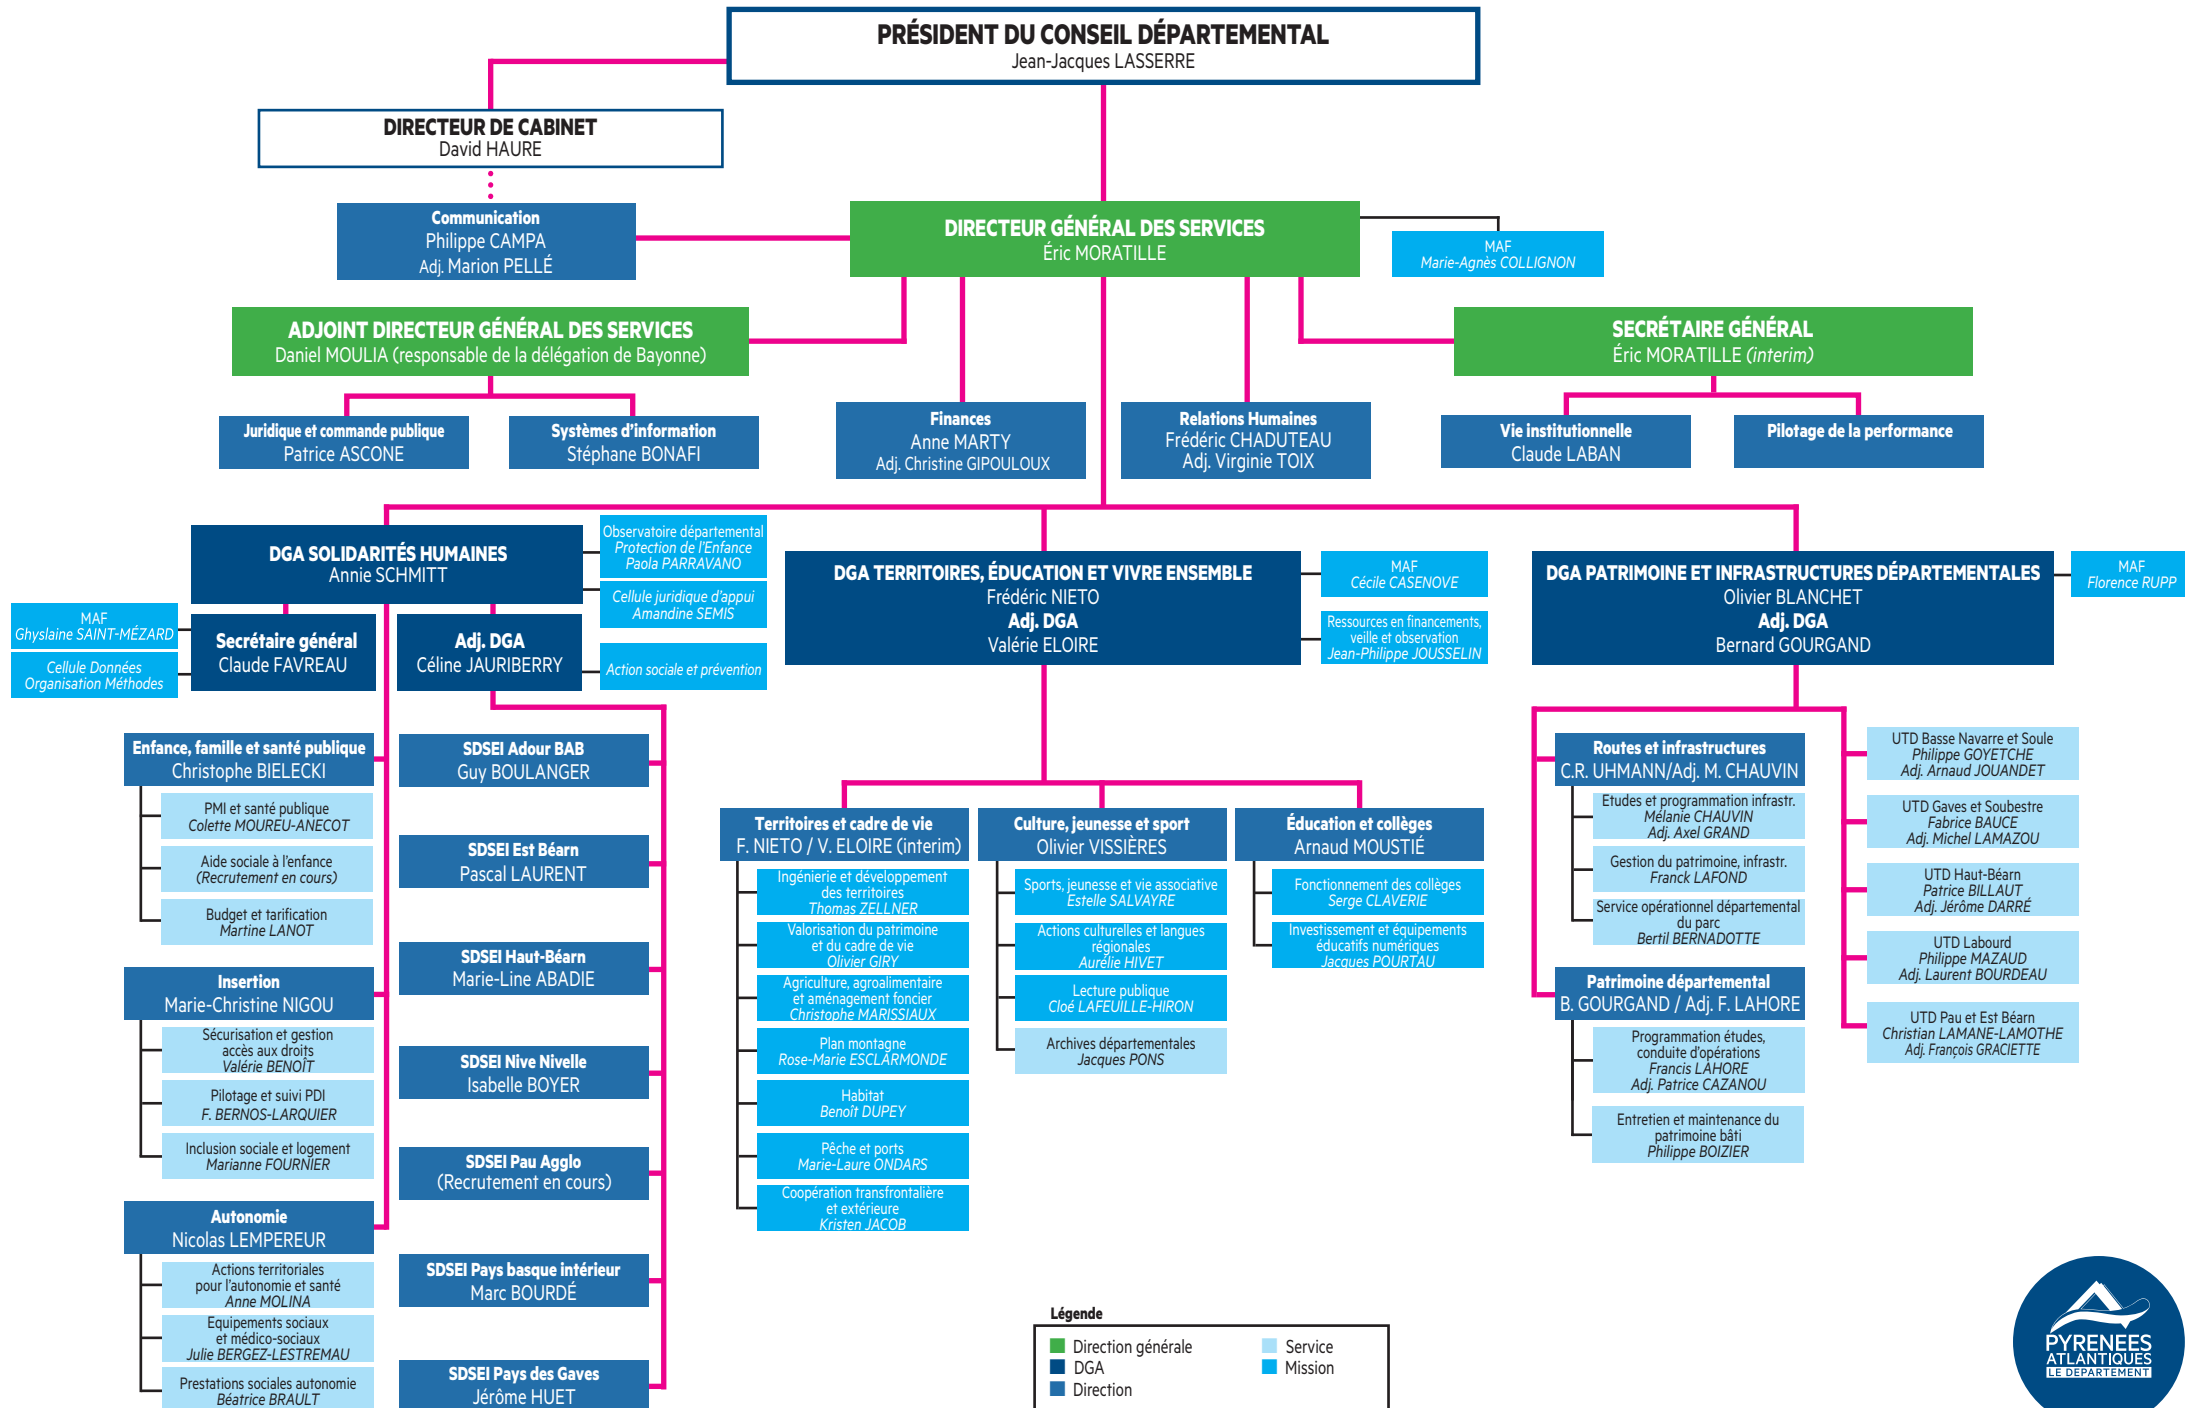 PRÉSIDENT DU CONSEIL DÉPARTEMENTAL
Jean-Jacques LASSERRE
DIRECTEUR DE CABINET
David HAURE
Communication
Philippe CAMPA
Adj. Marion PELLÉ
DIRECTEUR GÉNÉRAL DES SERVICES
Éric MORATILLE
MAF
Marie-Agnès COLLIGNON
ADJOINT DIRECTEUR GÉNÉRAL DES SERVICES
Daniel MOULIA (responsable de la délégation de Bayonne)
SECRÉTAIRE GÉNÉRAL
Éric MORATILLE (interim)
Juridique et commande publique
Patrice ASCONE
Systèmes d'information
Stéphane BONAFI
Finances
Anne MARTY
Adj. Christine GIPOULOUX
Relations Humaines
Frédéric CHADUTEAU
Adj. Virginie TOIX
Vie institutionnelle
Claude LABAN
Pilotage de la performance
DGA SOLIDARITÉS HUMAINES
Annie SCHMITT
Observatoire départemental
Protection de l'Enfance
Paola PARRAVANO
Cellule juridique d'appui
Amandine SEMIS
MAF
Ghyslaine SAINT-MÉZARD
Cellule Données
Organisation Méthodes
Secrétaire général
Claude FAVREAU
Adj. DGA
Céline JAURIBERRY
Action sociale et prévention
DGA TERRITOIRES, ÉDUCATION ET VIVRE ENSEMBLE
Frédéric NIETO
Adj. DGA
Valérie ELOIRE
MAF
Cécile CASENOVE
Ressources en financements,
veille et observation
Jean-Philippe JOUSSELIN
DGA PATRIMOINE ET INFRASTRUCTURES DÉPARTEMENTALES
Olivier BLANCHET
Adj. DGA
Bernard GOURGAND
MAF
Florence RUPP
Enfance, famille et santé publique
Christophe BIELECKI
PMI et santé publique
Colette MOUREU-ANECOT
Aide sociale à l'enfance
(Recrutement en cours)
Budget et tarification
Martine LANOT
Insertion
Marie-Christine NIGOU
Sécurisation et gestion
accès aux droits
Valérie BENOÎT
Pilotage et suivi PDI
F. BERNOS-LARQUIER
Inclusion sociale et logement
Marianne FOURNIER
Autonomie
Nicolas LEMPEREUR
Actions territoriales
pour l'autonomie et santé
Anne MOLINA
Equipements sociaux
et médico-sociaux
Julie BERGEZ-LESTREMAU
Prestations sociales autonomie
Béatrice BRAULT
SDSEI Adour BAB
Guy BOULANGER
SDSEI Est Béarn
Pascal LAURENT
SDSEI Haut-Béarn
Marie-Line ABADIE
SDSEI Nive Nivelle
Isabelle BOYER
SDSEI Pau Agglo
(Recrutement en cours)
SDSEI Pays basque intérieur
Marc BOURDÉ
SDSEI Pays des Gaves
Jérôme HUET
Territoires et cadre de vie
F. NIETO / V. ELOIRE (interim)
Ingénierie et développement
des territoires
Thomas ZELLNER
Valorisation du patrimoine
et du cadre de vie
Olivier GIRY
Agriculture, agroalimentaire
et aménagement foncier
Christophe MARISSIAUX
Plan montagne
Rose-Marie ESCLARMONDE
Habitat
Benoît DUPEY
Pêche et ports
Marie-Laure ONDARS
Coopération transfrontalière
et extérieure
Kristen JACOB
Culture, jeunesse et sport
Olivier VISSIÈRES
Sports, jeunesse et vie associative
Estelle SALVAYRE
Actions culturelles et langues
régionales
Aurélie HIVET
Lecture publique
Cloé LAFEUILLE-HIRON
Archives départementales
Jacques PONS
Éducation et collèges
Arnaud MOUSTIÉ
Fonctionnement des collèges
Serge CLAVERIE
Investissement et équipements
éducatifs numériques
Jacques POURTAU
Routes et infrastructures
C.R. UHMANN/Adj. M. CHAUVIN
Etudes et programmation infrastr.
Mélanie CHAUVIN
Adj. Axel GRAND
Gestion du patrimoine, infrastr.
Franck LAFOND
Service opérationnel départemental
du parc
Bertil BERNADOTTE
Patrimoine départemental
B. GOURGAND / Adj. F. LAHORE
Programmation études,
conduite d'opérations
Francis LAHORE
Adj. Patrice CAZANOU
Entretien et maintenance du
patrimoine bâti
Philippe BOIZIER
UTD Basse Navarre et Soule
Philippe GOYETCHE
Adj. Arnaud JOUANDET
UTD Gaves et Soubestre
Fabrice BAUCE
Adj. Michel LAMAZOU
UTD Haut-Béarn
Patrice BILLAUT
Adj. Jérôme DARRÉ
UTD Labourd
Philippe MAZAUD
Adj. Laurent BOURDEAU
UTD Pau et Est Béarn
Christian LAMANE-LAMOTHE
Adj. François GRACIETTE
Légende
Direction générale
DGA
Direction
Service
Mission
PYRENEES
ATLANTIQUES
LE DEPARTEMENT